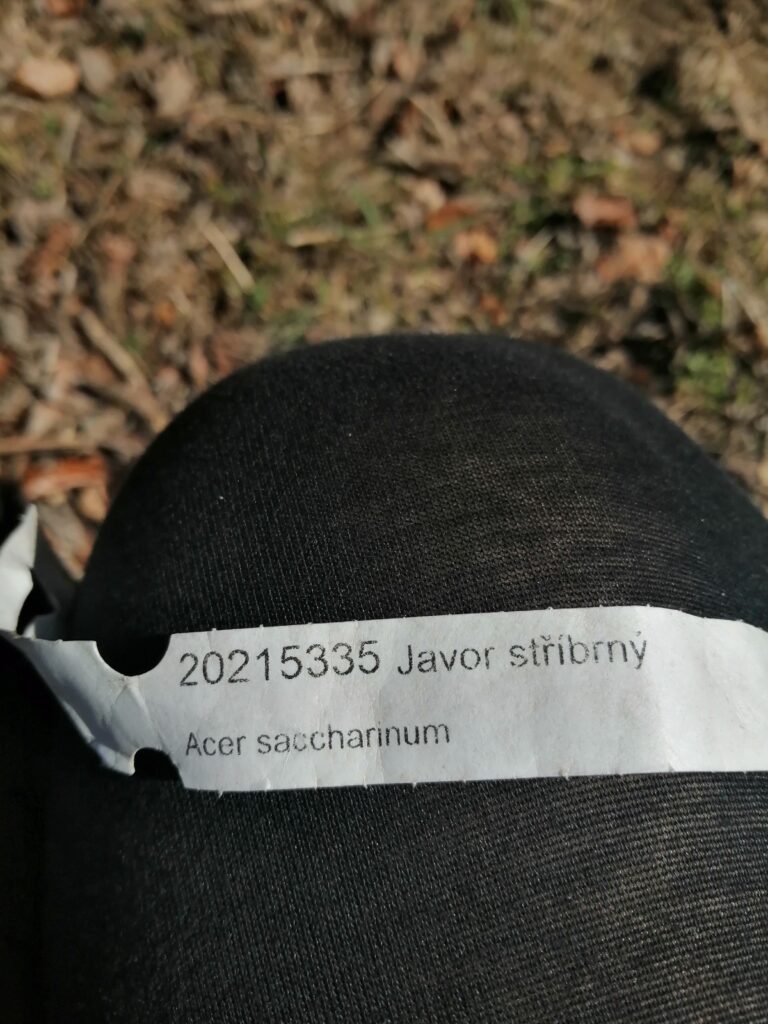 20215335 Javor stříbrný
Acer saccharinum